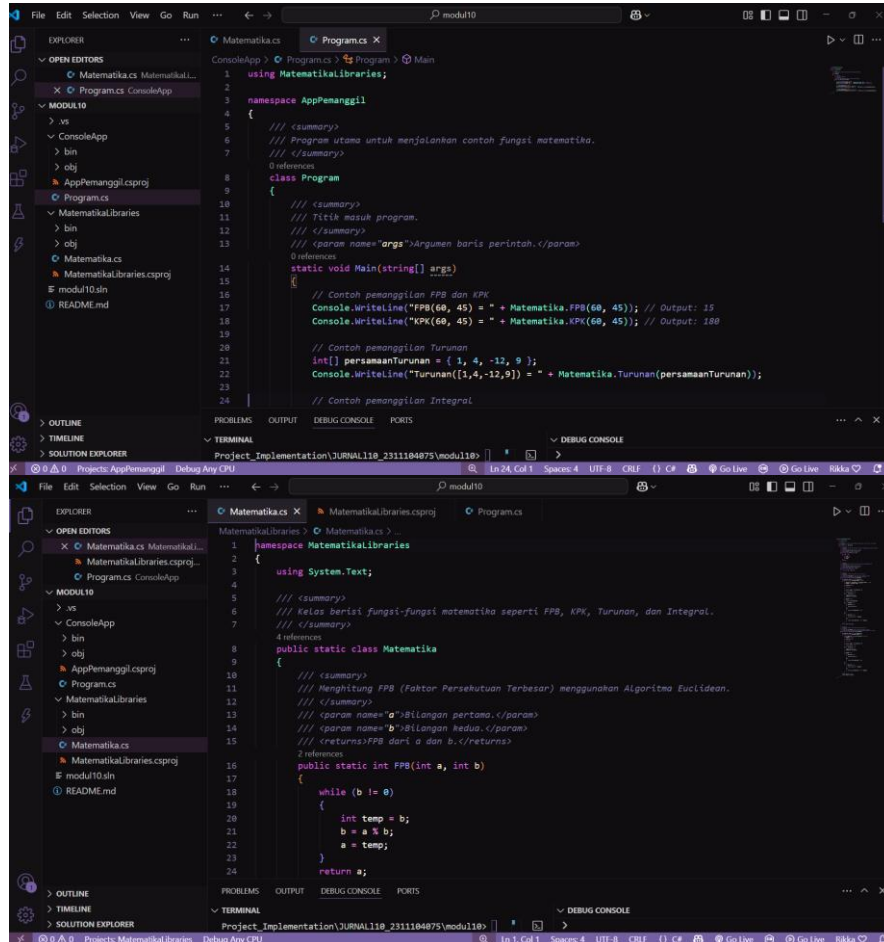 File Edit Selection View Go Run ... modul10
EXPLORER
OPEN EDITORS
Matematika.cs MatematikaLi...
Program.cs ConsoleApp
MODUL10
.vs
ConsoleApp
bin
obj
AppPemanggil.csproj
Program.cs
MatematikaLibraries
bin
obj
Matematika.cs
MatematikaLibraries.csproj
modul10.sln
README.md
OUTLINE
TIMELINE
SOLUTION EXPLORER
Matematika.cs Program.cs
ConsoleApp > Program.cs > Program > Main
1 using MatematikaLibraries;
2
3 namespace AppPemanggil
4 {
5 /// <summary>
6 /// Program utama untuk menjalankan contoh fungsi matematika.
7 /// </summary>
0 references
8 class Program
9 {
10 /// <summary>
11 /// Titik masuk program.
12 /// </summary>
13 /// <param name="args">Argumen baris perintah.</param>
0 references
14 static void Main(string[] args)
15 {
16 // Contoh pemanggilan FPB dan KPK
17 Console.WriteLine("FPB(60, 45) = " + Matematika.FPB(60, 45)); // Output: 15
18 Console.WriteLine("KPK(60, 45) = " + Matematika.KPK(60, 45)); // Output: 180
19
20 // Contoh pemanggilan Turunan
21 int[] persamaanTurunan = { 1, 4, -12, 9 };
22 Console.WriteLine("Turunan([1,4,-12,9]) = " + Matematika.Turunan(persamaanTurunan));
23
24 // Contoh pemanggilan Integral
PROBLEMS OUTPUT DEBUG CONSOLE PORTS
TERMINAL DEBUG CONSOLE
Project_Implementation\JURNAL10_2311104075\modul10>
0 0 Projects: AppPemanggil Debug Any CPU Ln 24, Col 1 Spaces: 4 UTF-8 CRLF {} C# Go Live Go Live Rikka
File Edit Selection View Go Run ... modul10
EXPLORER
OPEN EDITORS
Matematika.cs MatematikaLi...
MatematikaLibraries.csproj...
Program.cs ConsoleApp
MODUL10
.vs
ConsoleApp
bin
obj
AppPemanggil.csproj
Program.cs
MatematikaLibraries
bin
obj
Matematika.cs
MatematikaLibraries.csproj
modul10.sln
README.md
OUTLINE
TIMELINE
SOLUTION EXPLORER
Matematika.cs MatematikaLibraries.csproj Program.cs
MatematikaLibraries > Matematika.cs > ...
1 namespace MatematikaLibraries
2 {
3 using System.Text;
4
5 /// <summary>
6 /// Kelas berisi fungsi-fungsi matematika seperti FPB, KPK, Turunan, dan Integral.
7 /// </summary>
4 references
8 public static class Matematika
9 {
10 /// <summary>
11 /// Menghitung FPB (Faktor Persekutuan Terbesar) menggunakan Algoritma Euclidean.
12 /// </summary>
13 /// <param name="a">Bilangan pertama.</param>
14 /// <param name="b">Bilangan kedua.</param>
15 /// <returns>FPB dari a dan b.</returns>
2 references
16 public static int FPB(int a, int b)
17 {
18 while (b != 0)
19 {
20 int temp = b;
21 b = a % b;
22 a = temp;
23 }
24 return a;
PROBLEMS OUTPUT DEBUG CONSOLE PORTS
TERMINAL DEBUG CONSOLE
Project_Implementation\JURNAL10_2311104075\modul10>
0 0 Projects: MatematikaLibraries Debug Any CPU Ln 1, Col 1 Spaces: 4 UTF-8 CRLF {} C# Go Live Go Live Rikka